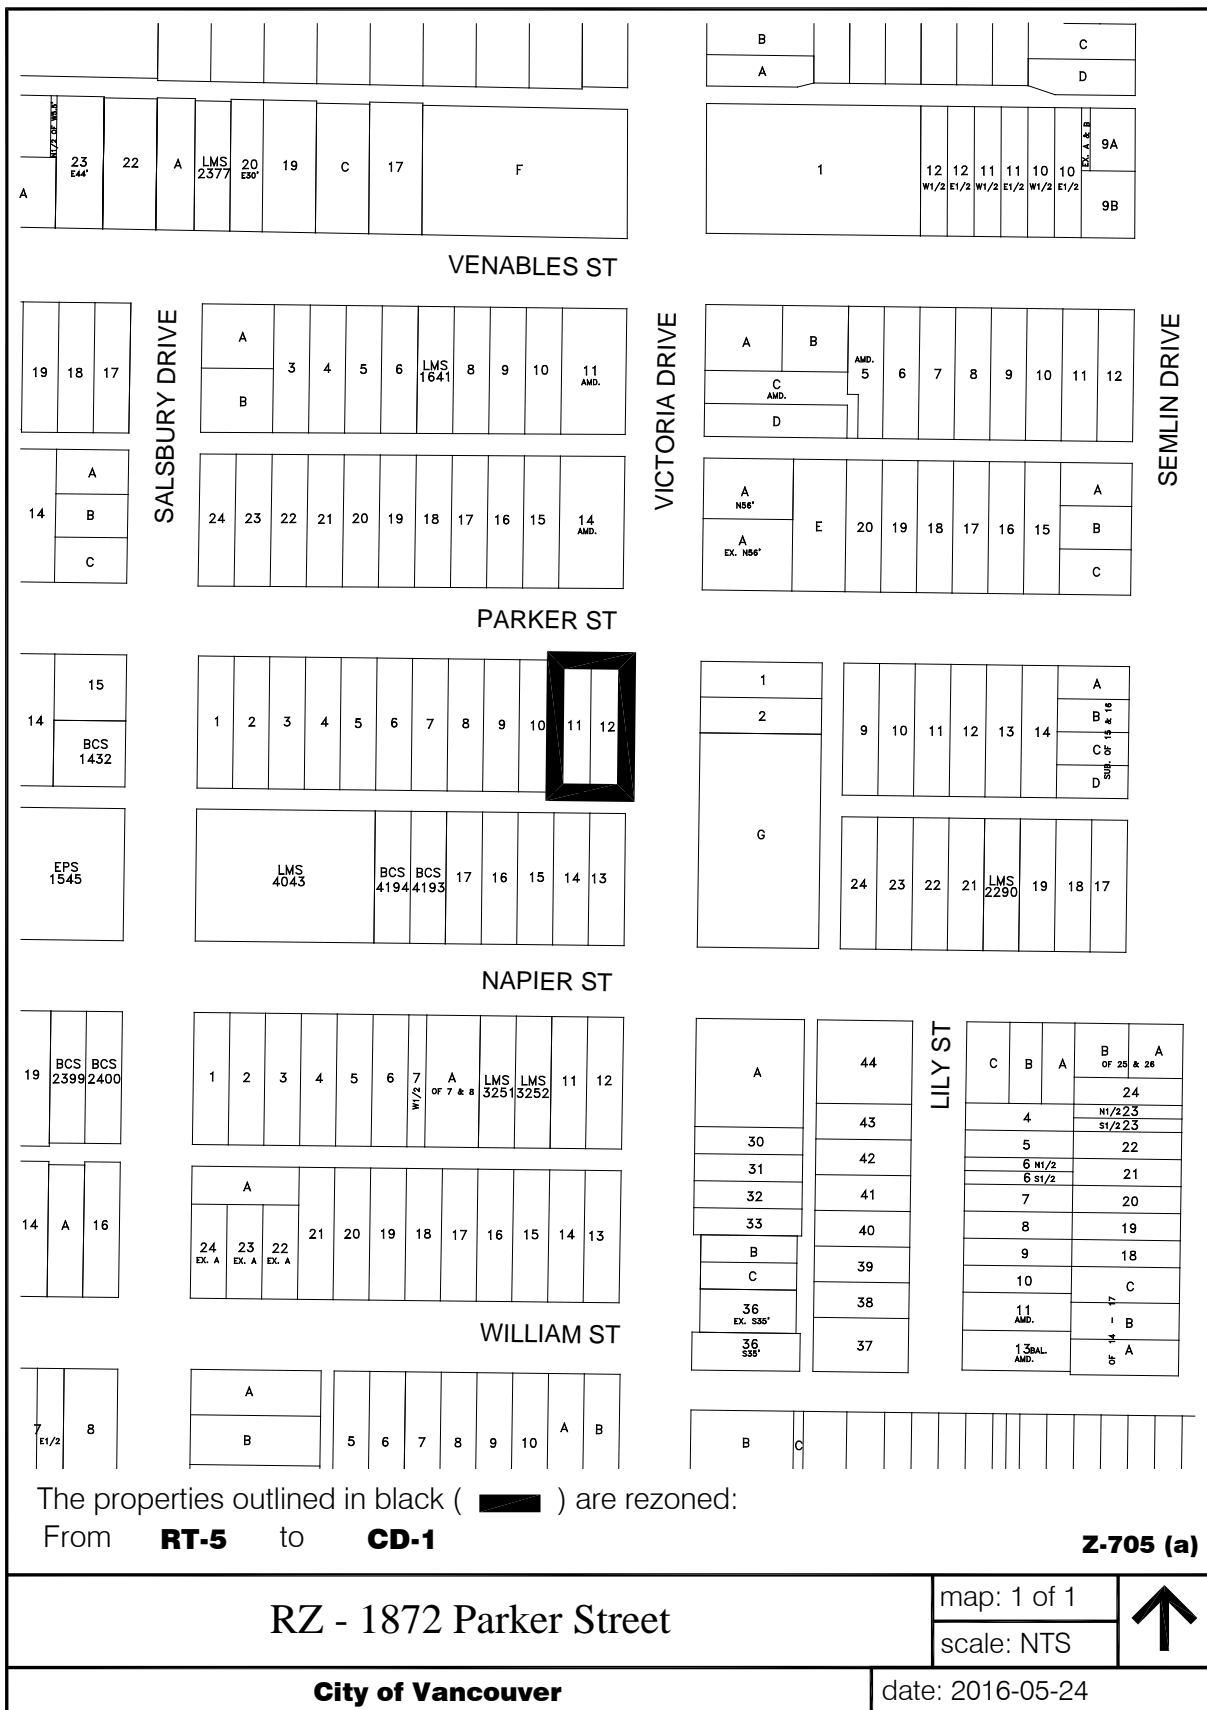 B
A
C
D
N1/2 OF W5.5'
A
23
E44'
22
A
LMS
2377
20
E30'
19
C
17
F
1
12
W1/2
12
E1/2
11
W1/2
11
E1/2
10
W1/2
10
E1/2
EX. A & B
9A
9B
VENABLES ST
19
18
17
SALSBURY DRIVE
A
B
3
4
5
6
LMS
1641
8
9
10
11
AMD.
VICTORIA DRIVE
A
B
C
AMD.
D
AMD.
5
6
7
8
9
10
11
12
SEMLIN DRIVE
14
A
B
C
24
23
22
21
20
19
18
17
16
15
14
AMD.
A
N56'
A
EX. N56'
E
20
19
18
17
16
15
A
B
C
PARKER ST
14
15
BCS
1432
1
2
3
4
5
6
7
8
9
10
11
12
1
2
G
9
10
11
12
13
14
A
B
C
D
SUB. OF 15 & 16
EPS
1545
LMS
4043
BCS
4194
BCS
4193
17
16
15
14
13
24
23
22
21
LMS
2290
19
18
17
NAPIER ST
19
BCS
2399
BCS
2400
1
2
3
4
5
6
7
W1/2
A
OF 7 & 8
LMS
3251
LMS
3252
11
12
A
30
31
32
33
B
C
36
EX. S35'
36
S35'
44
43
42
41
40
39
38
37
LILY ST
C
B
A
4
5
6 N1/2
6 S1/2
7
8
9
10
11
AMD.
13 BAL.
AMD.
B A
OF 25 & 26
24
N1/2 23
S1/2 23
22
21
20
19
18
C
B
A
OF 14 - 17
14
A
16
A
24
EX. A
23
EX. A
22
EX. A
21
20
19
18
17
16
15
14
13
WILLIAM ST
7
E1/2
8
A
B
5
6
7
8
9
10
A
B
B
C
The properties outlined in black ( ) are rezoned:
From RT-5 to CD-1
Z-705 (a)
RZ - 1872 Parker Street
map: 1 of 1
scale: NTS
City of Vancouver
date: 2016-05-24